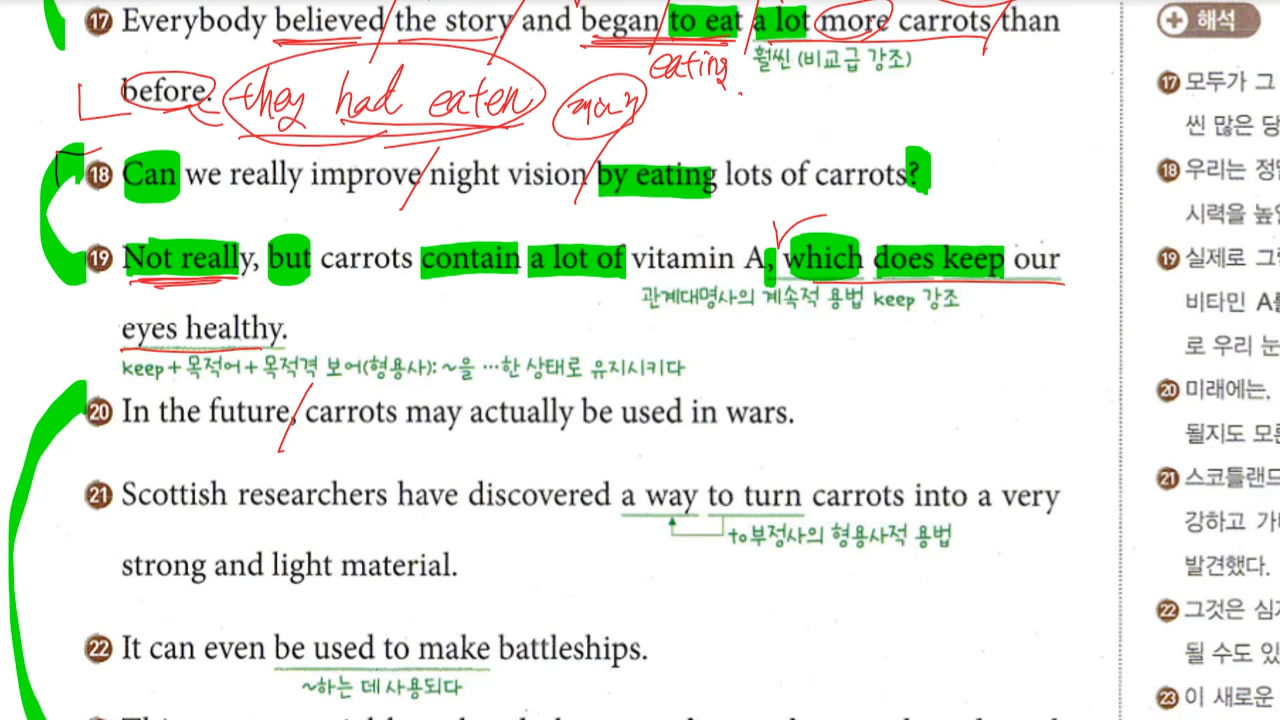 ⑰ Everybody believed the story and began to eat a lot more carrots than
eating
훨씬 (비교급 강조)
before. they had eaten
⑱ Can we really improve night vision by eating lots of carrots?
⑲ Not really, but carrots contain a lot of vitamin A, which does keep our
관계대명사의 계속적 용법 keep 강조
eyes healthy.
keep + 목적어 + 목적격 보어(형용사): ~을 …한 상태로 유지시키다
⑳ In the future, carrots may actually be used in wars.
㉑ Scottish researchers have discovered a way to turn carrots into a very
to부정사의 형용사적 용법
strong and light material.
㉒ It can even be used to make battleships.
~하는 데 사용되다
해석
⑰ 모두가 그
씬 많은 당
⑱ 우리는 정말
시력을 높일
⑲ 실제로 그
비타민 A를
로 우리 눈
⑳ 미래에는,
될지도 모른
㉑ 스코틀랜드
강하고 가
발견했다.
㉒ 그것은 심지
될 수도 있
㉓ 이 새로운